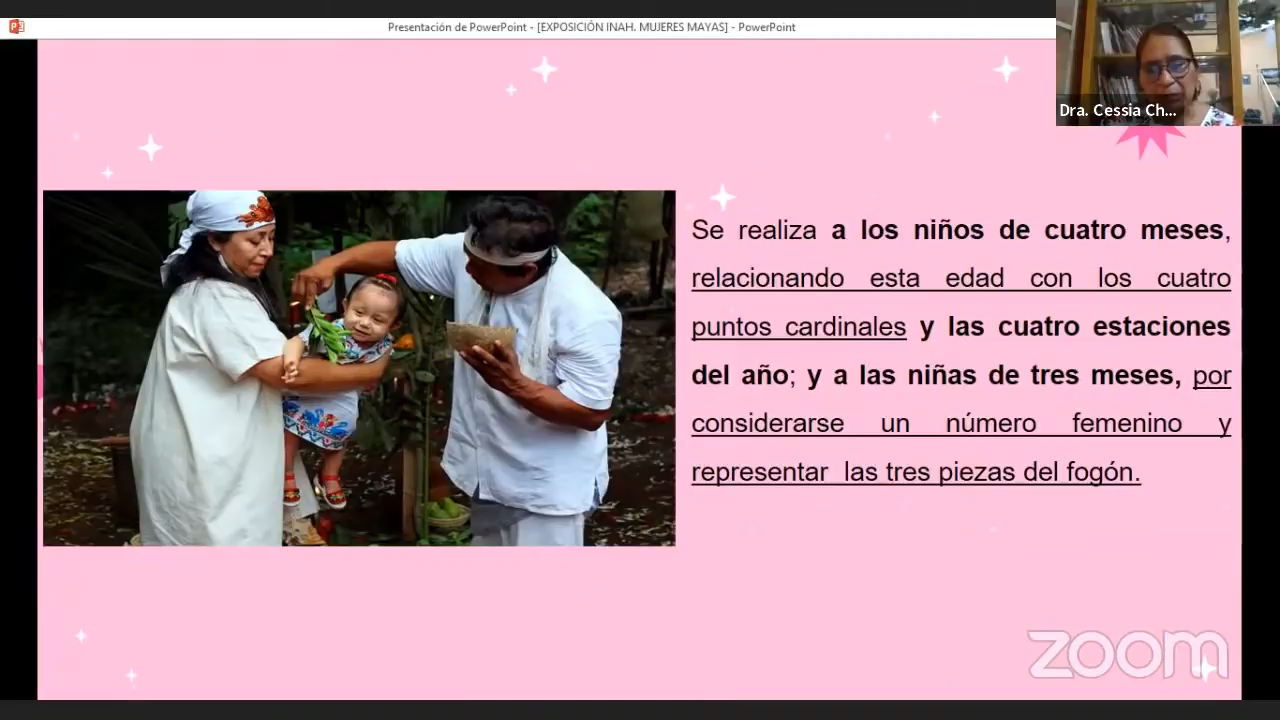 Presentación de PowerPoint - [EXPOSICIÓN INAH. MUJERES MAYAS] - PowerPoint
Dra. Cessia Ch...
Se realiza a los niños de cuatro meses,
relacionando esta edad con los cuatro
puntos cardinales y las cuatro estaciones
del año; y a las niñas de tres meses, por
considerarse un número femenino y
representar las tres piezas del fogón.
zoom